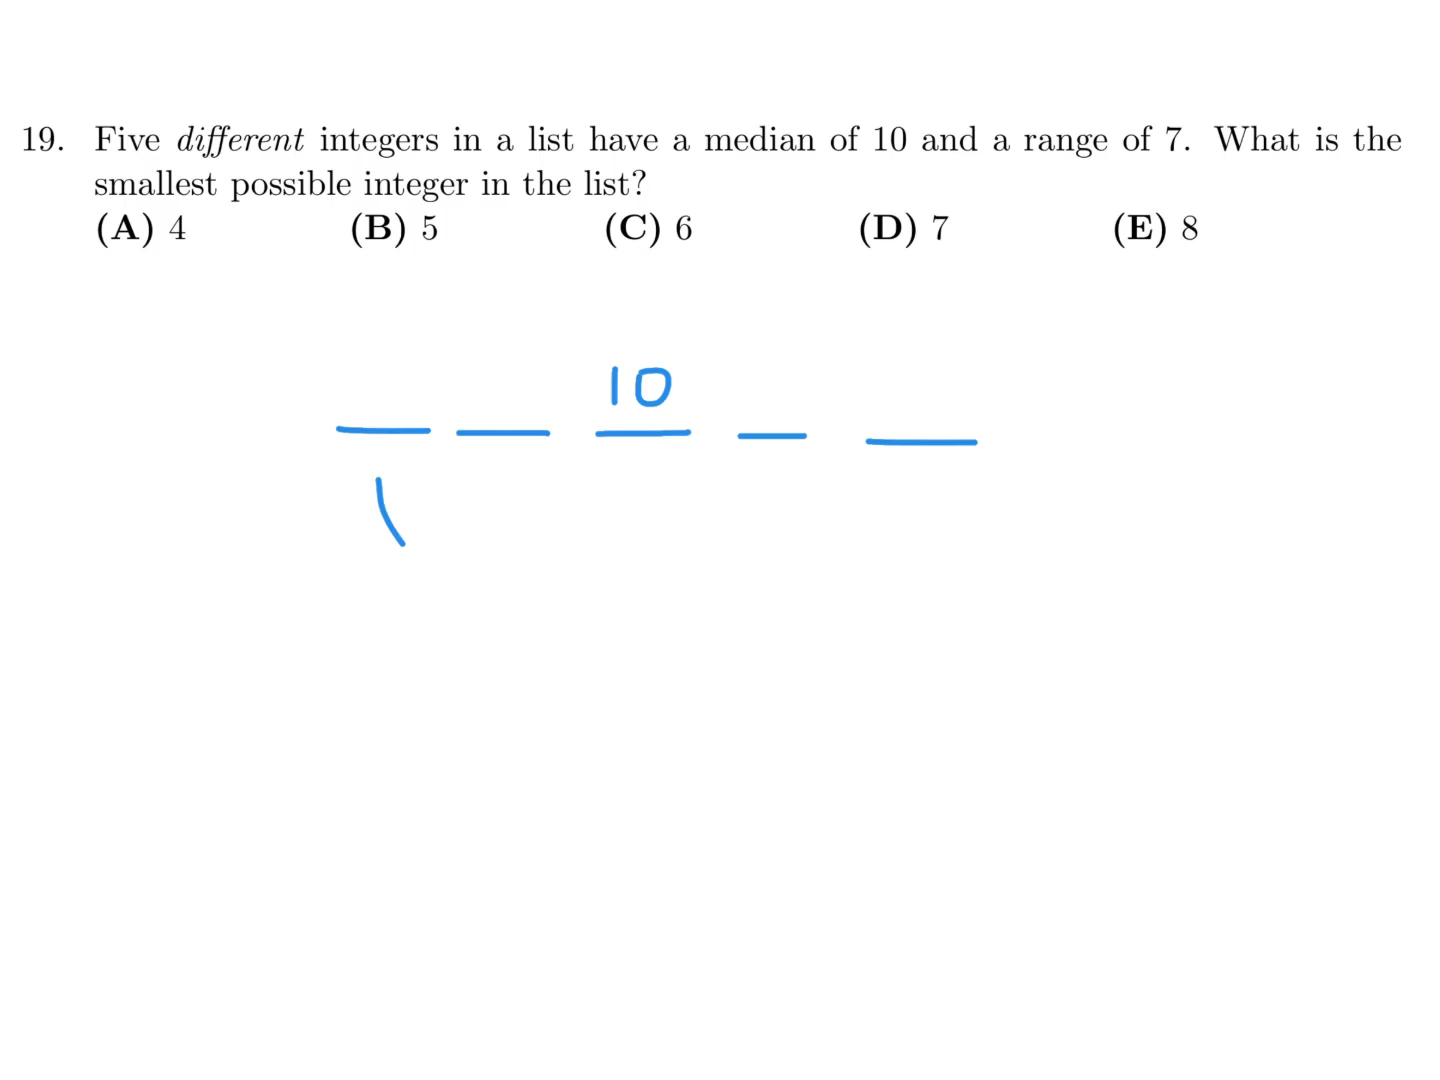 19. Five different integers in a list have a median of 10 and a range of 7. What is the
smallest possible integer in the list?
(A) 4 (B) 5 (C) 6 (D) 7 (E) 8
10